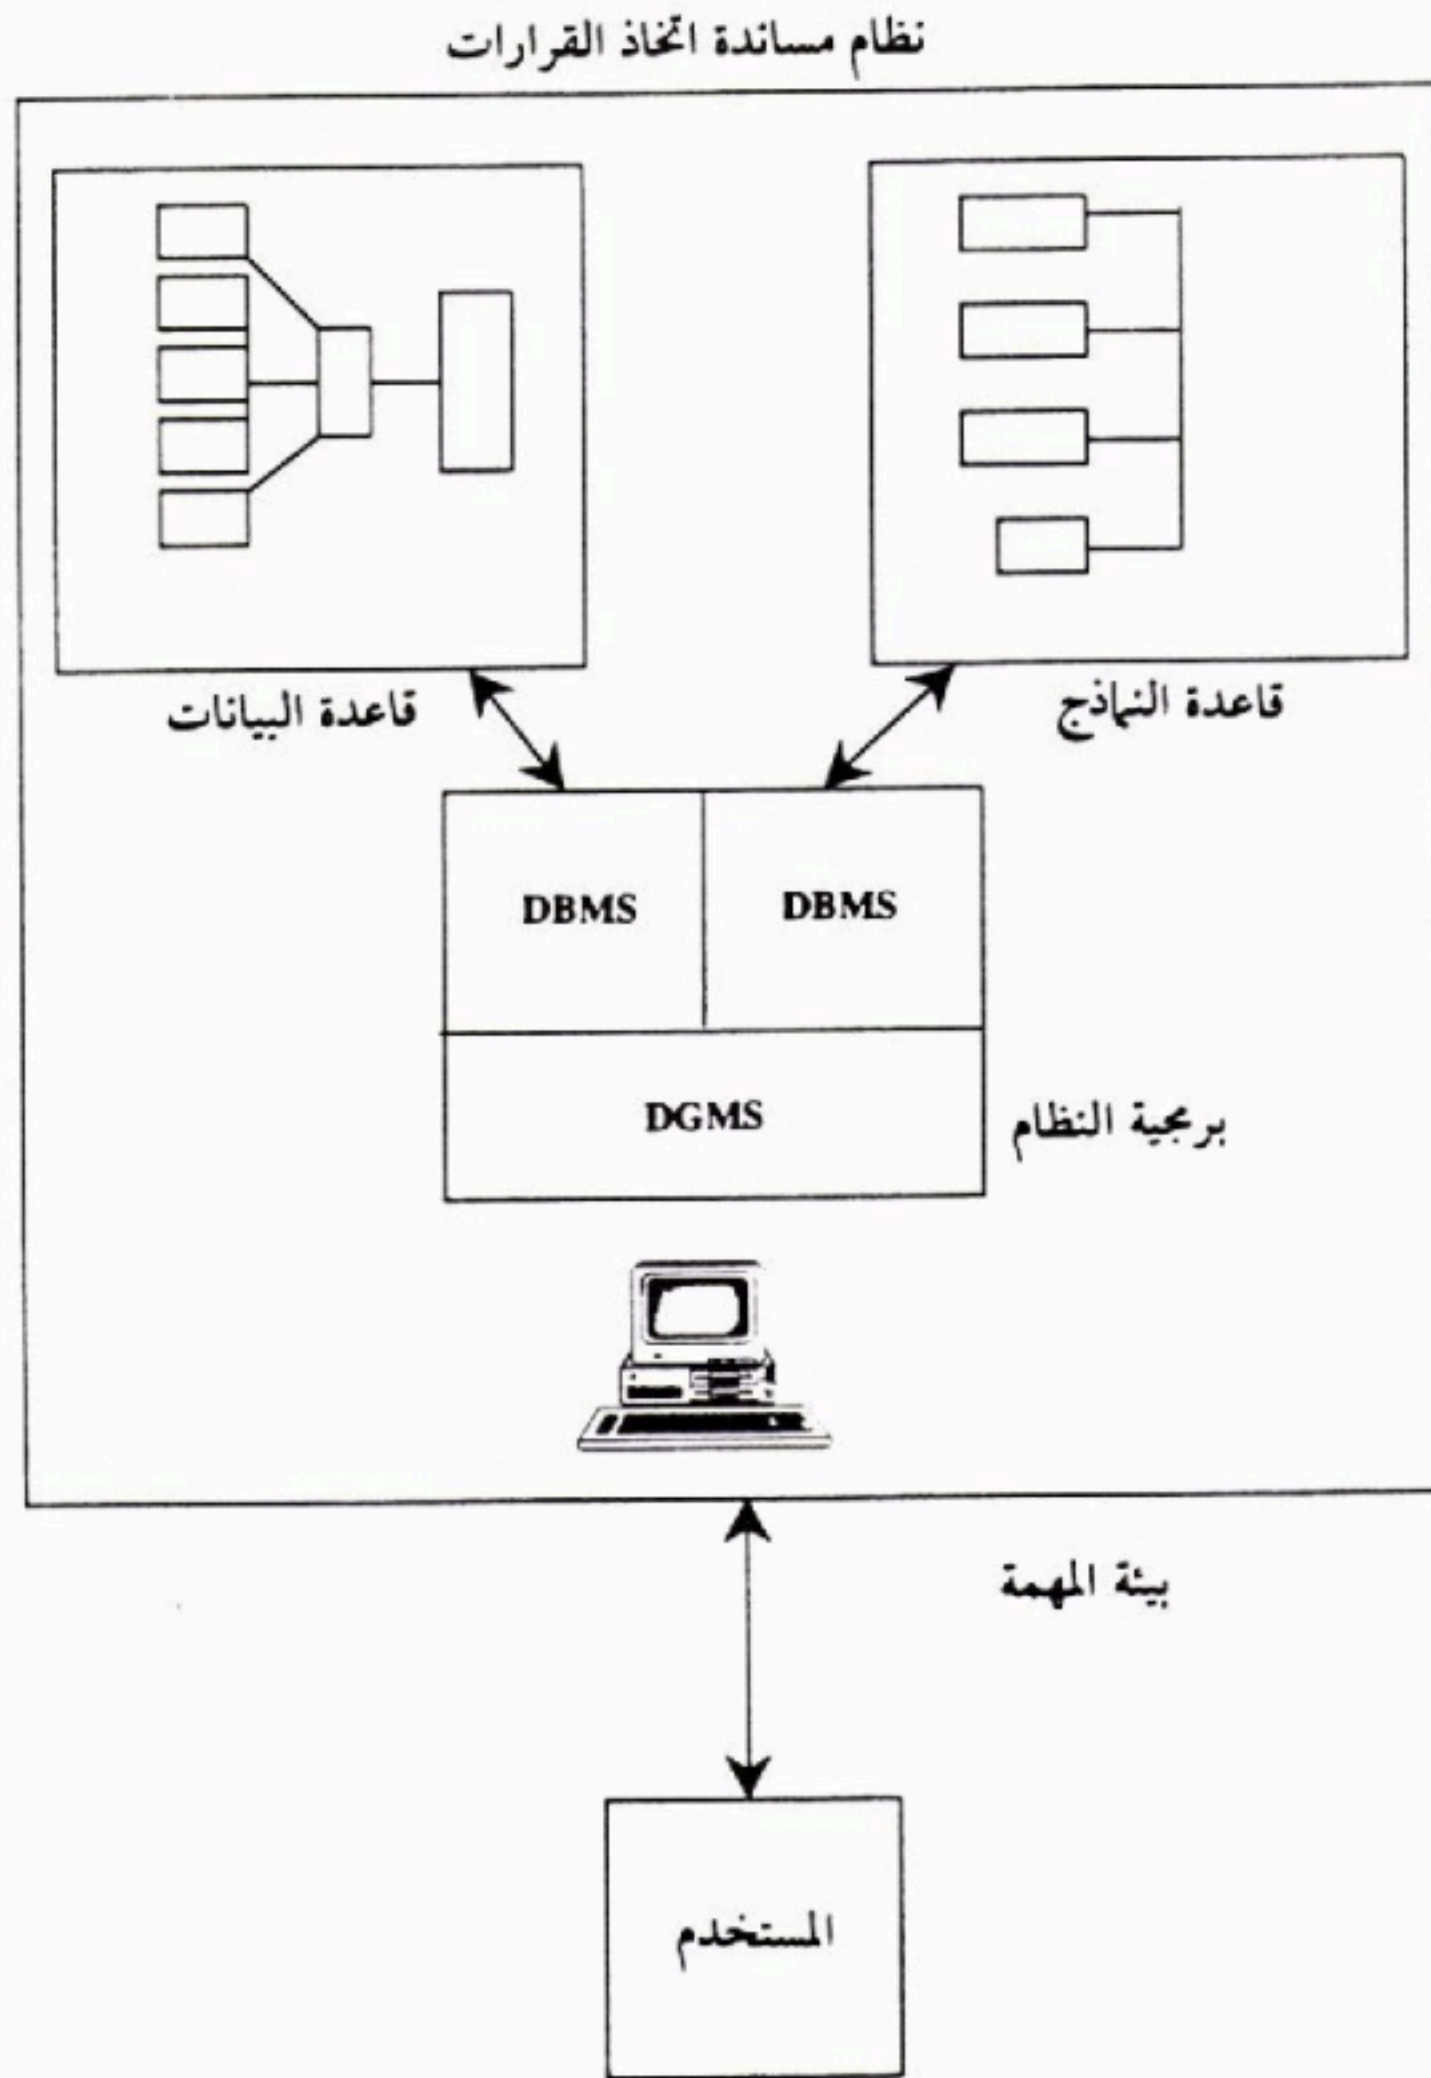 نظام مساندة اتخاذ القرارات
قاعدة النماذج
قاعدة البيانات
DBMS
DBMS
DGMS
برمجية النظام
بيئة المهمة
المستخدم